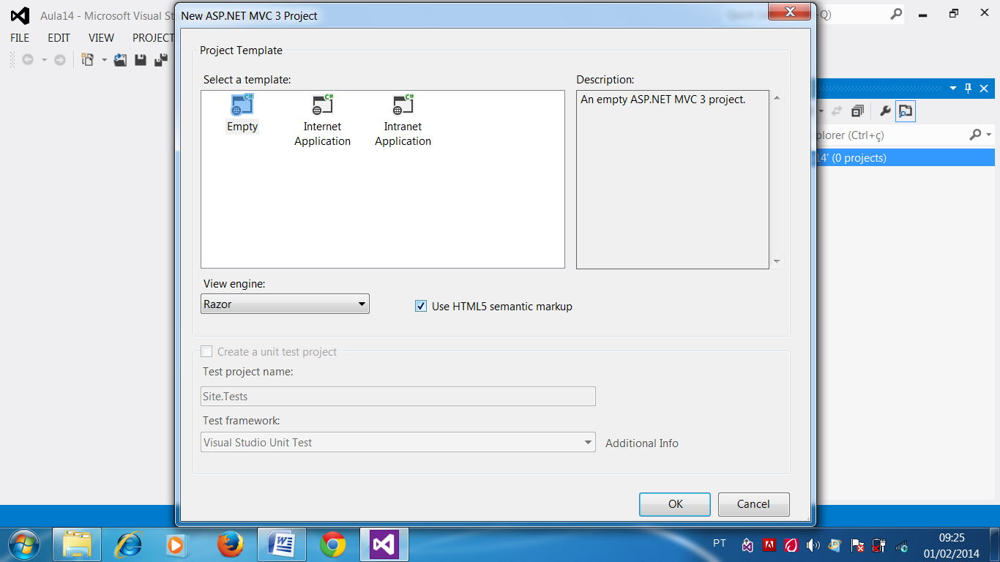 Aula14 - Microsoft Visual St
New ASP.NET MVC 3 Project
FILE EDIT VIEW PROJECT
Project Template
Select a template:
Description:
Empty
Internet Application
Intranet Application
An empty ASP.NET MVC 3 project.
plorer (Ctrl+ç)
14' (0 projects)
View engine:
Razor
Use HTML5 semantic markup
Create a unit test project
Test project name:
Site.Tests
Test framework:
Visual Studio Unit Test
Additional Info
OK
Cancel
PT
09:25
01/02/2014